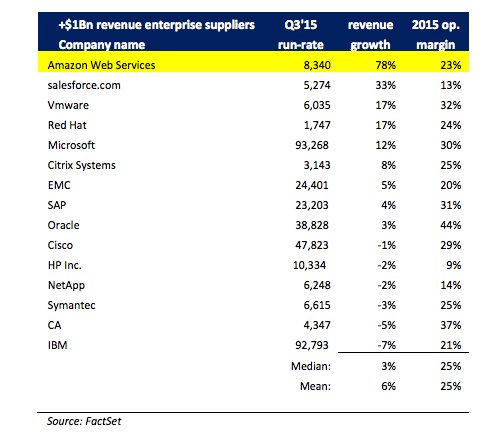 +$1Bn revenue enterprise suppliers Q3'15 revenue 2015 op.
Company name run-rate growth margin
Amazon Web Services 8,340 78% 23%
salesforce.com 5,274 33% 13%
Vmware 6,035 17% 32%
Red Hat 1,747 17% 24%
Microsoft 93,268 12% 30%
Citrix Systems 3,143 8% 25%
EMC 24,401 5% 20%
SAP 23,203 4% 31%
Oracle 38,828 3% 44%
Cisco 47,823 -1% 29%
HP Inc. 10,334 -2% 9%
NetApp 6,248 -2% 14%
Symantec 6,615 -3% 25%
CA 4,347 -5% 37%
IBM 92,793 -7% 21%
Median: 3% 25%
Mean: 6% 25%
Source: FactSet